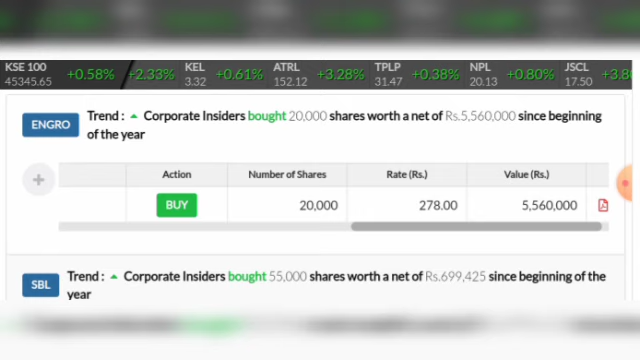 KSE 100 KEL ATRL TPLP NPL JSCL
45345.65 +0.58% +2.33% 3.32 +0.61% 152.12 +3.28% 31.47 +0.38% 20.13 +0.80% 17.50
ENGRO
Trend : Corporate Insiders bought 20,000 shares worth a net of Rs.5,560,000 since beginning
of the year
Action Number of Shares Rate (Rs.) Value (Rs.)
BUY 20,000 278.00 5,560,000
SBL
Trend : Corporate Insiders bought 55,000 shares worth a net of Rs.699,425 since beginning of the
year